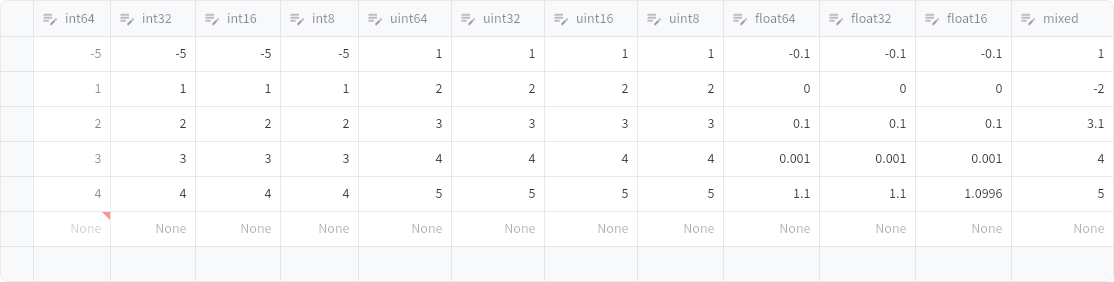 int64 int32 int16 int8 uint64 uint32 uint16 uint8 float64 float32 float16 mixed
-5 -5 -5 -5 1 1 1 1 -0.1 -0.1 -0.1 1
1 1 1 1 2 2 2 2 0 0 0 -2
2 2 2 2 3 3 3 3 0.1 0.1 0.1 3.1
3 3 3 3 4 4 4 4 0.001 0.001 0.001 4
4 4 4 4 5 5 5 5 1.1 1.1 1.0996 5
None None None None None None None None None None None None